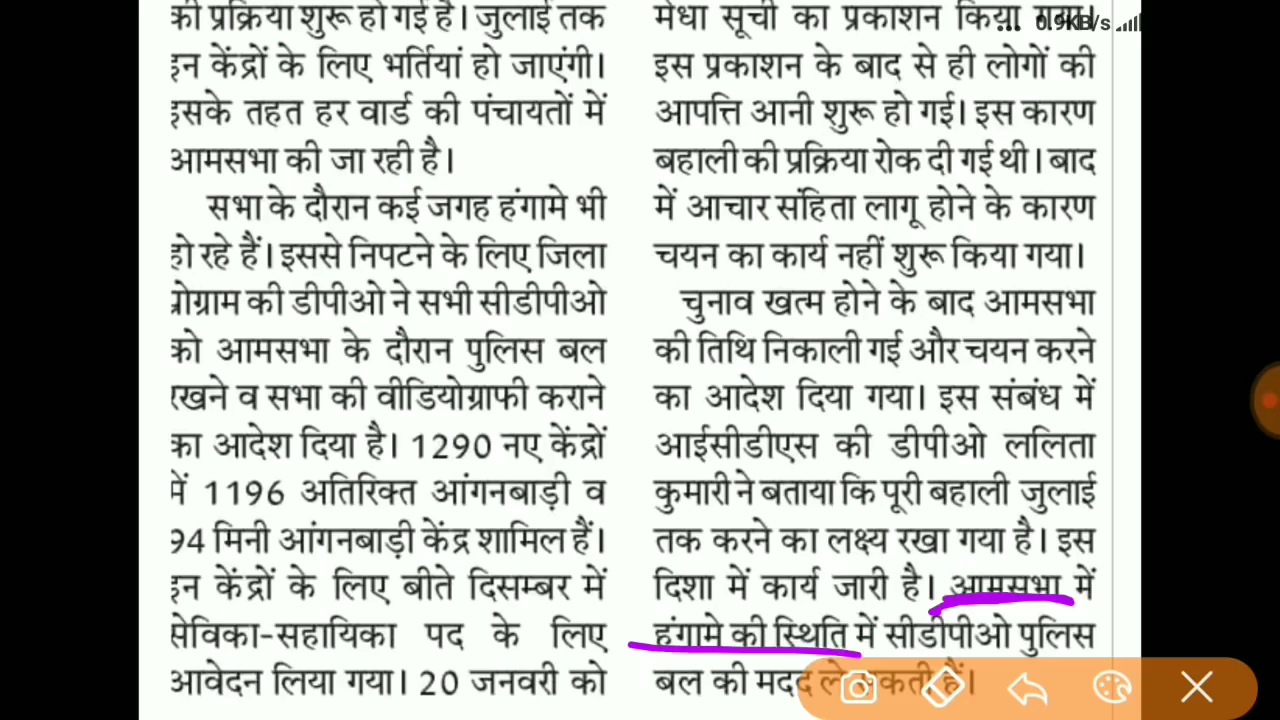 की प्रक्रिया शुरू हो गई है। जुलाई तक
इन केंद्रों के लिए भर्तियां हो जाएंगी।
इसके तहत हर वार्ड की पंचायतों में
आमसभा की जा रही है।
सभा के दौरान कई जगह हंगामे भी
हो रहे हैं। इससे निपटने के लिए जिला
प्रोग्राम की डीपीओ ने सभी सीडीपीओ
को आमसभा के दौरान पुलिस बल
रखने व सभा की वीडियोग्राफी कराने
का आदेश दिया है। 1290 नए केंद्रों
में 1196 अतिरिक्त आंगनबाड़ी व
94 मिनी आंगनबाड़ी केंद्र शामिल हैं।
इन केंद्रों के लिए बीते दिसम्बर में
सेविका-सहायिका पद के लिए
आवेदन लिया गया। 20 जनवरी को
मेधा सूची का प्रकाशन किया गया।
इस प्रकाशन के बाद से ही लोगों की
आपत्ति आनी शुरू हो गई। इस कारण
बहाली की प्रक्रिया रोक दी गई थी। बाद
में आचार संहिता लागू होने के कारण
चयन का कार्य नहीं शुरू किया गया।
चुनाव खत्म होने के बाद आमसभा
की तिथि निकाली गई और चयन करने
का आदेश दिया गया। इस संबंध में
आईसीडीएस की डीपीओ ललिता
कुमारी ने बताया कि पूरी बहाली जुलाई
तक करने का लक्ष्य रखा गया है। इस
दिशा में कार्य जारी है। आमसभा में
हंगामे की स्थिति में सीडीपीओ पुलिस
बल की मदद ले सकती हैं।
... 0.9KB/s